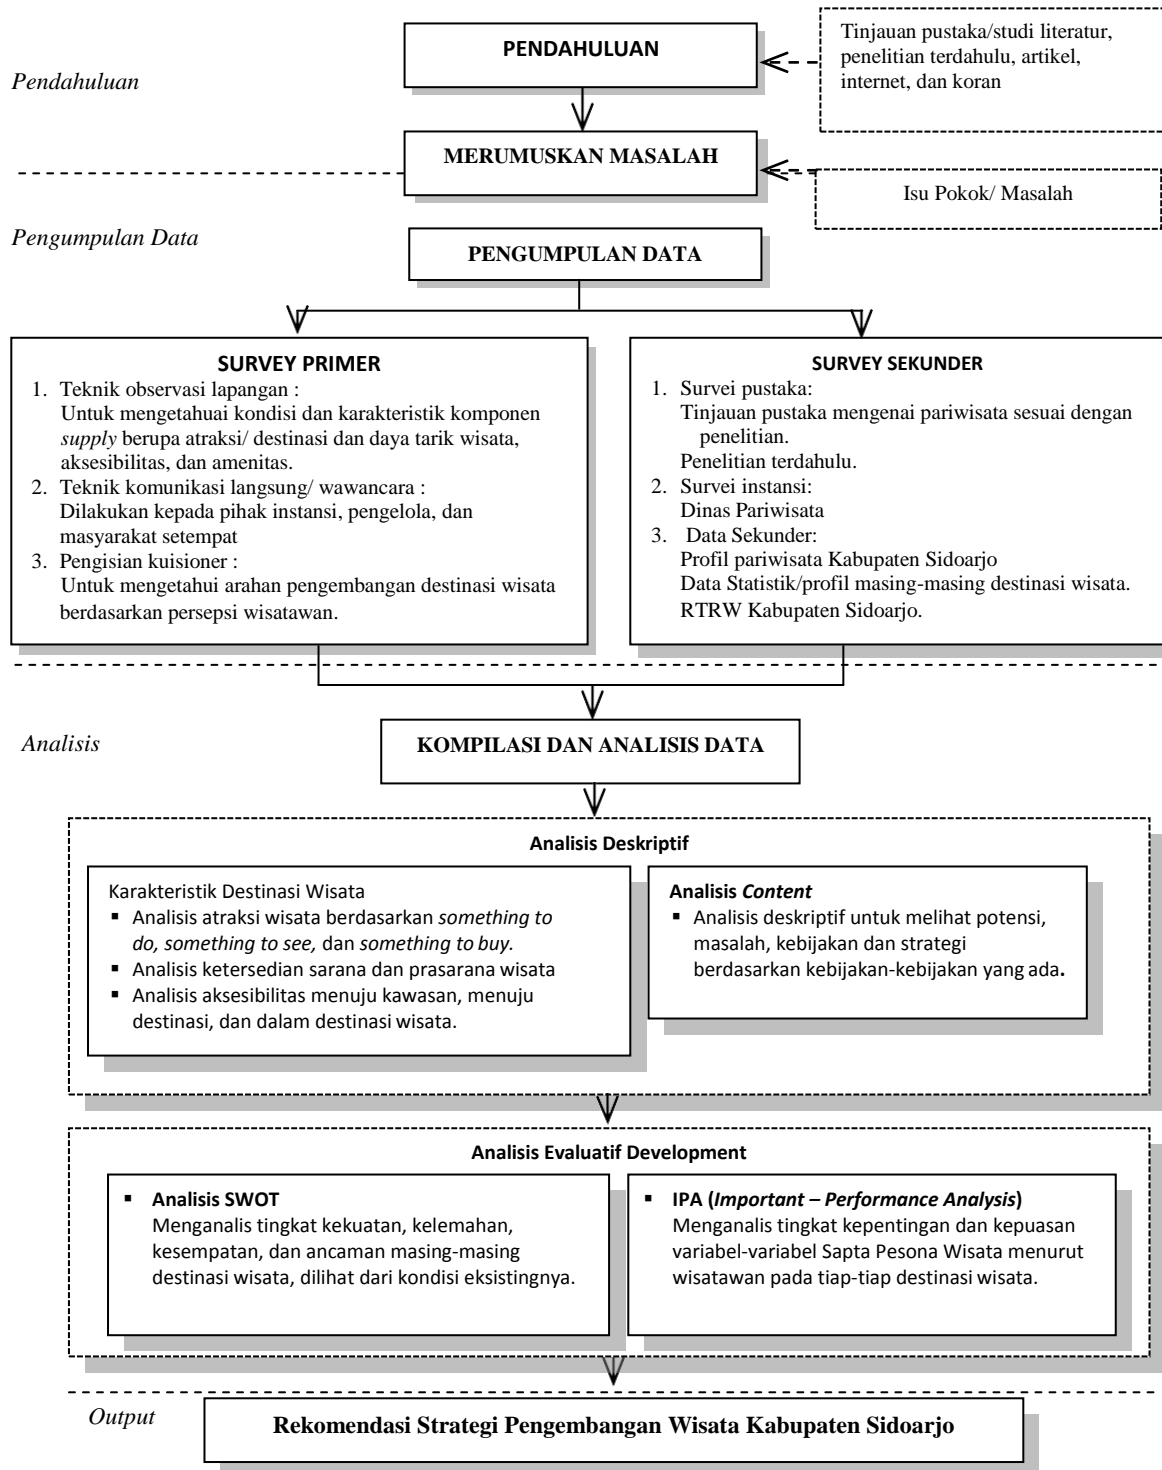 PENDAHULUAN
Tinjauan pustaka/studi literatur,
penelitian terdahulu, artikel,
internet, dan koran
Pendahuluan
MERUMUSKAN MASALAH
Isu Pokok/ Masalah
Pengumpulan Data
PENGUMPULAN DATA
SURVEY PRIMER
1. Teknik observasi lapangan :
Untuk mengetahuai kondisi dan karakteristik komponen
supply berupa atraksi/ destinasi dan daya tarik wisata,
aksesibilitas, dan amenitas.
2. Teknik komunikasi langsung/ wawancara :
Dilakukan kepada pihak instansi, pengelola, dan
masyarakat setempat
3. Pengisian kuisioner :
Untuk mengetahui arahan pengembangan destinasi wisata
berdasarkan persepsi wisatawan.
SURVEY SEKUNDER
1. Survei pustaka:
Tinjauan pustaka mengenai pariwisata sesuai dengan
penelitian.
Penelitian terdahulu.
2. Survei instansi:
Dinas Pariwisata
3. Data Sekunder:
Profil pariwisata Kabupaten Sidoarjo
Data Statistik/profil masing-masing destinasi wisata.
RTRW Kabupaten Sidoarjo.
Analisis
KOMPILASI DAN ANALISIS DATA
Analisis Deskriptif
Karakteristik Destinasi Wisata
▪ Analisis atraksi wisata berdasarkan something to
do, something to see, dan something to buy.
▪ Analisis ketersedian sarana dan prasarana wisata
▪ Analisis aksesibilitas menuju kawasan, menuju
destinasi, dan dalam destinasi wisata.
Analisis Content
▪ Analisis deskriptif untuk melihat potensi,
masalah, kebijakan dan strategi
berdasarkan kebijakan-kebijakan yang ada.
Analisis Evaluatif Development
▪ Analisis SWOT
Menganalis tingkat kekuatan, kelemahan,
kesempatan, dan ancaman masing-masing
destinasi wisata, dilihat dari kondisi eksistingnya.
▪ IPA (Important – Performance Analysis)
Menganalis tingkat kepentingan dan kepuasan
variabel-variabel Sapta Pesona Wisata menurut
wisatawan pada tiap-tiap destinasi wisata.
Output
Rekomendasi Strategi Pengembangan Wisata Kabupaten Sidoarjo